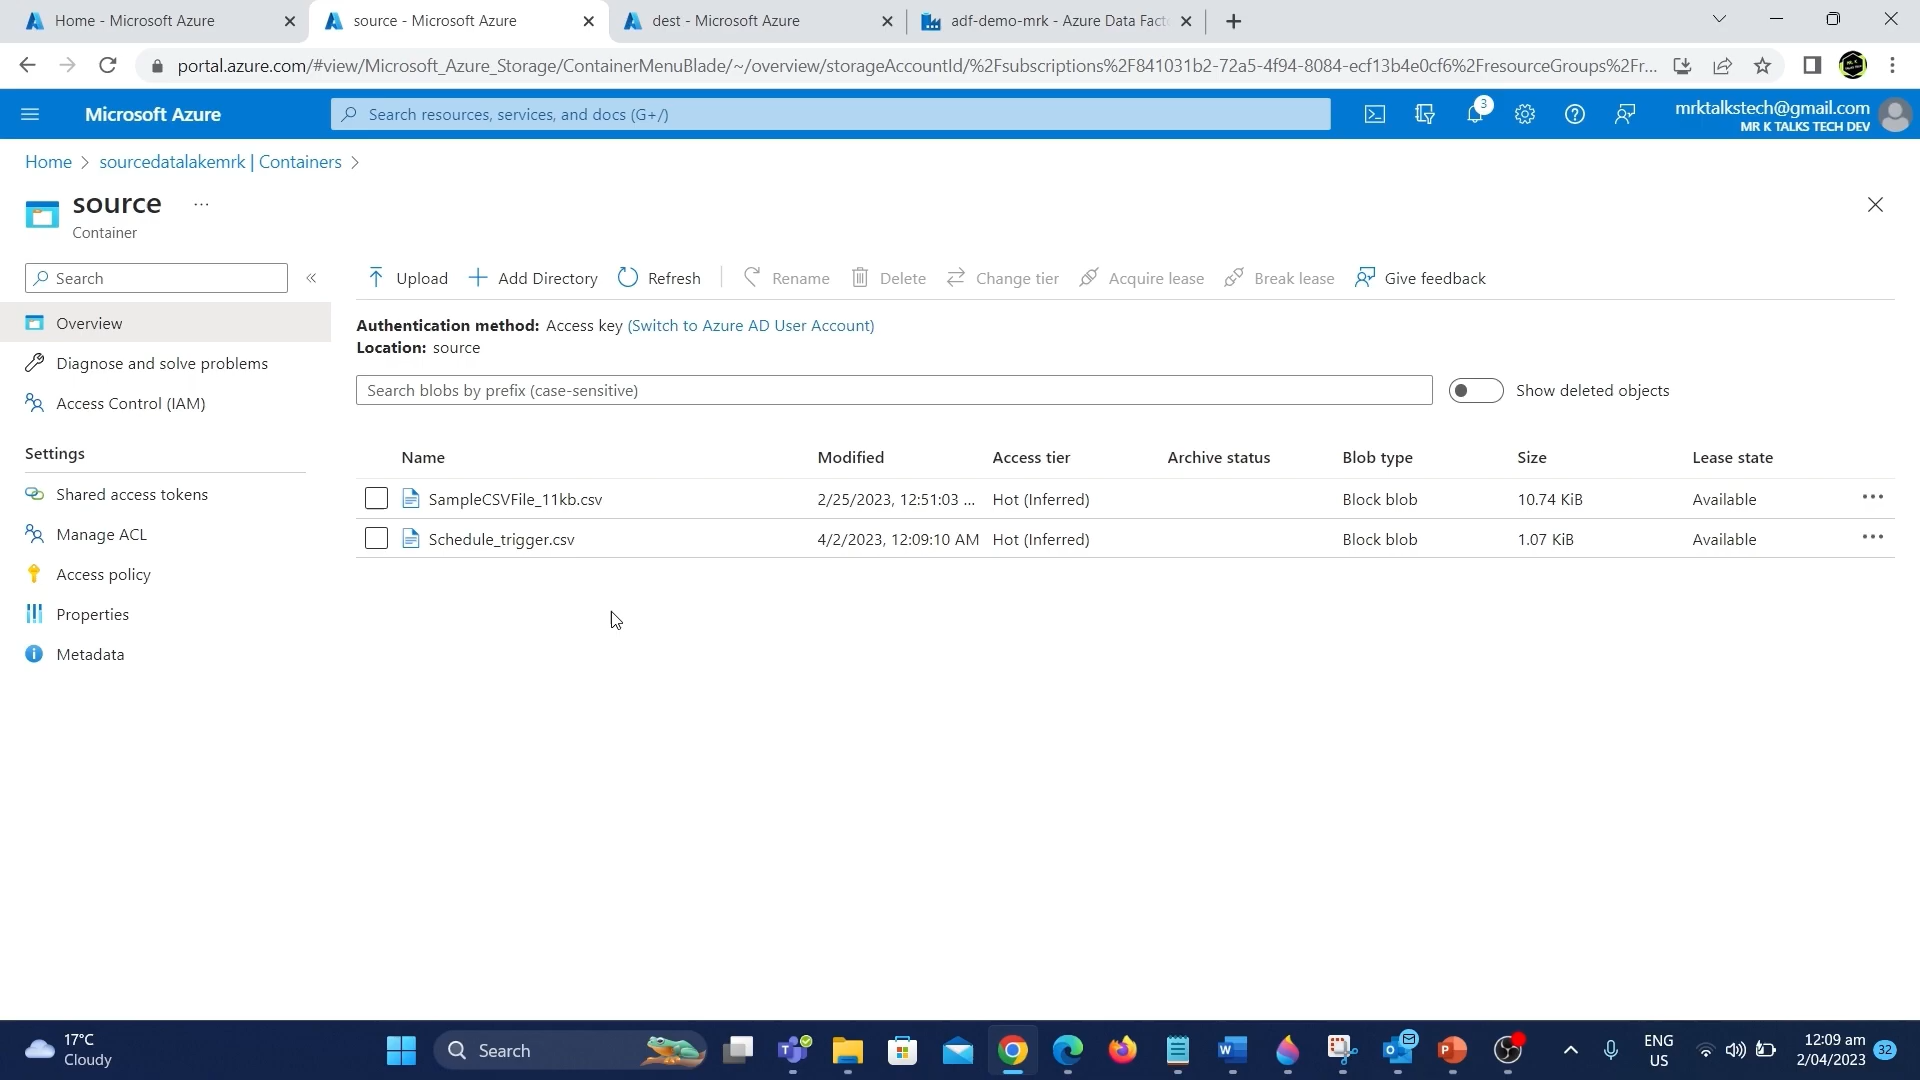 Home - Microsoft Azure
source - Microsoft Azure
dest - Microsoft Azure
adf-demo-mrk - Azure Data Fact
portal.azure.com/#view/Microsoft_Azure_Storage/ContainerMenuBlade/~/overview/storageAccountId/%2Fsubscriptions%2F841031b2-72a5-4f94-8084-ecf13b4e0cf6%2FresourceGroups%2Fr...
Microsoft Azure
Search resources, services, and docs (G+/)
3
mrktalkstech@gmail.com
MR K TALKS TECH DEV
Home > sourcedatalakemrk | Containers >
source ...
Container
Search
«
Upload
Add Directory
Refresh
Rename
Delete
Change tier
Acquire lease
Break lease
Give feedback
Overview
Diagnose and solve problems
Access Control (IAM)
Settings
Shared access tokens
Manage ACL
Access policy
Properties
Metadata
Authentication method: Access key (Switch to Azure AD User Account)
Location: source
Search blobs by prefix (case-sensitive)
Show deleted objects
Name Modified Access tier Archive status Blob type Size Lease state
SampleCSVFile_11kb.csv 2/25/2023, 12:51:03 ... Hot (Inferred) Block blob 10.74 KiB Available ...
Schedule_trigger.csv 4/2/2023, 12:09:10 AM Hot (Inferred) Block blob 1.07 KiB Available ...
17°C
Cloudy
Search
ENG
US
12:09 am
2/04/2023
32